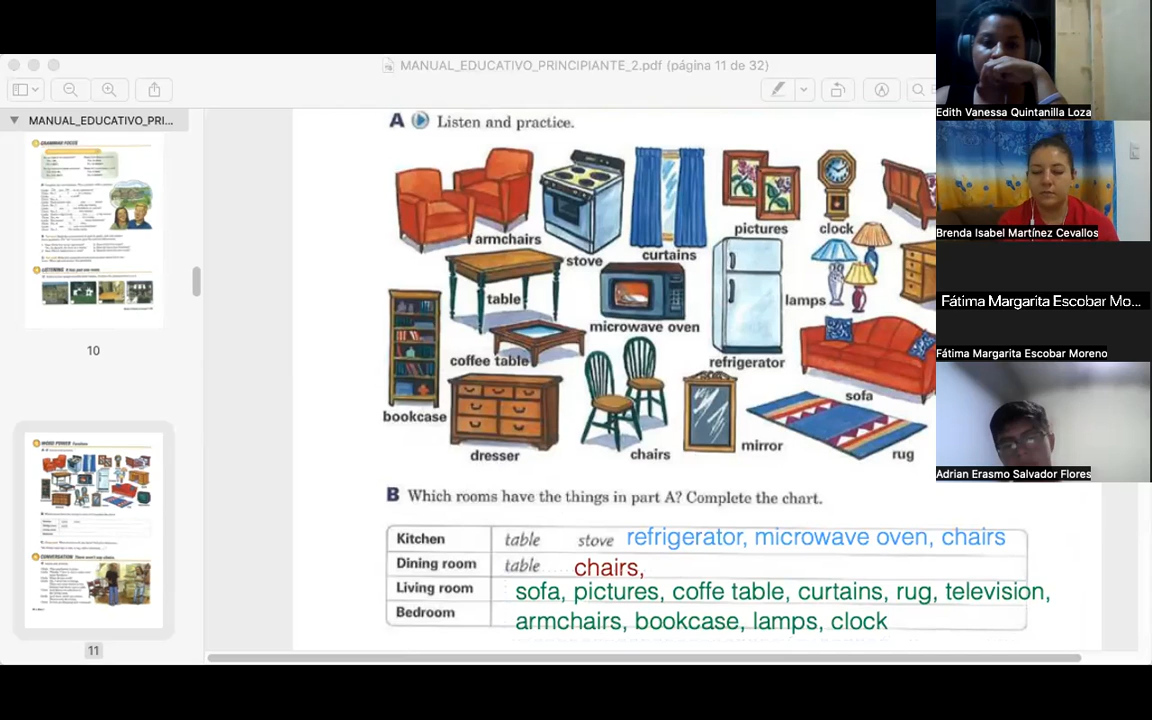 MANUAL_EDUCATIVO_PRINCIPIANTE_2.pdf (página 11 de 32)
MANUAL_EDUCATIVO_PRI...
10
11
A Listen and practice.
armchairs
stove
curtains
pictures
clock
table
microwave oven
lamps
coffee table
refrigerator
sofa
bookcase
dresser
chairs
mirror
rug
B Which rooms have the things in part A? Complete the chart.
Kitchen table stove refrigerator, microwave oven, chairs
Dining room table chairs,
Living room sofa, pictures, coffe table, curtains, rug, television,
Bedroom armchairs, bookcase, lamps, clock
Edith Vanessa Quintanilla Loza
Brenda Isabel Martínez Cevallos
Fátima Margarita Escobar Mo...
Fátima Margarita Escobar Moreno
Adrian Erasmo Salvador Flores